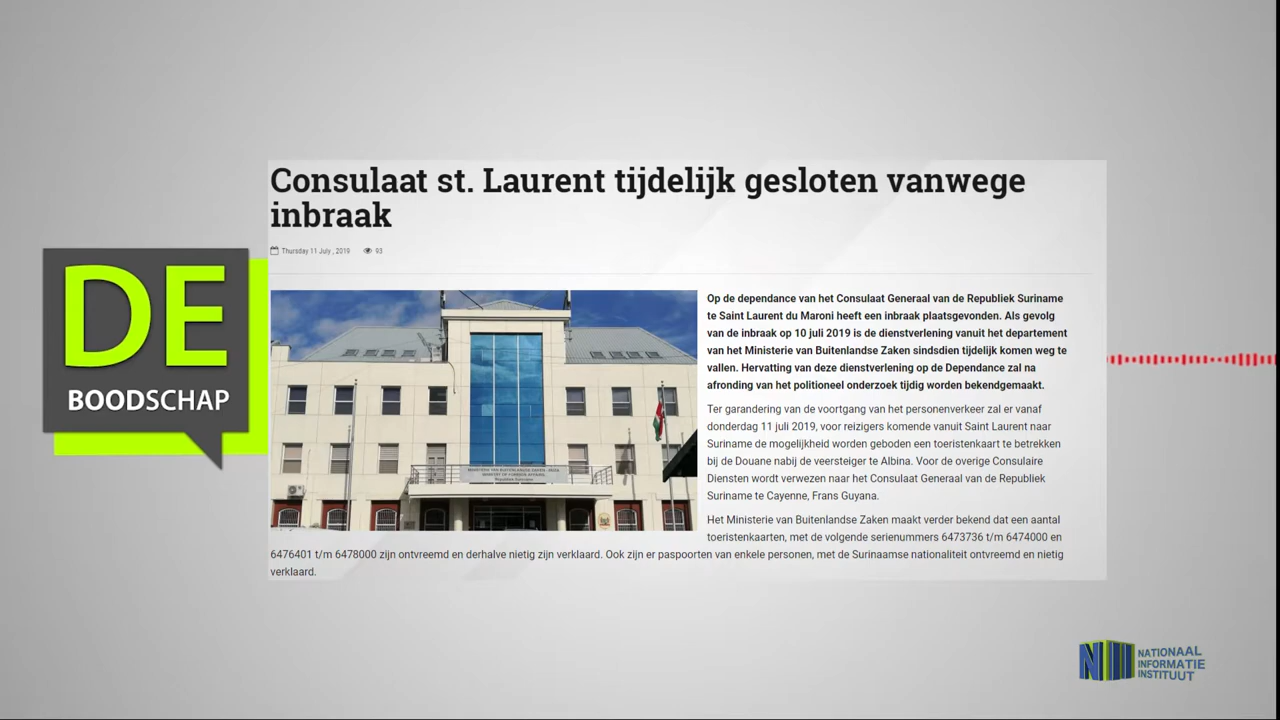 Consulaat st. Laurent tijdelijk gesloten vanwege
inbraak
Thursday 11 July , 2019 93
DE
BOODSCHAP
Op de dependance van het Consulaat Generaal van de Republiek Suriname
te Saint Laurent du Maroni heeft een inbraak plaatsgevonden. Als gevolg
van de inbraak op 10 juli 2019 is de dienstverlening vanuit het departement
van het Ministerie van Buitenlandse Zaken sindsdien tijdelijk komen weg te
vallen. Hervatting van deze dienstverlening op de Dependance zal na
afronding van het politioneel onderzoek tijdig worden bekendgemaakt.
Ter garandering van de voortgang van het personenverkeer zal er vanaf
donderdag 11 juli 2019, voor reizigers komende vanuit Saint Laurent naar
Suriname de mogelijkheid worden geboden een toeristenkaart te betrekken
bij de Douane nabij de veersteiger te Albina. Voor de overige Consulaire
Diensten wordt verwezen naar het Consulaat Generaal van de Republiek
Suriname te Cayenne, Frans Guyana.
Het Ministerie van Buitenlandse Zaken maakt verder bekend dat een aantal
toeristenkaarten, met de volgende serienummers 6473736 t/m 6474000 en
6476401 t/m 6478000 zijn ontvreemd en derhalve nietig zijn verklaard. Ook zijn er paspoorten van enkele personen, met de Surinaamse nationaliteit ontvreemd en nietig
verklaard.
NII
NATIONAAL
INFORMATIE
INSTITUUT